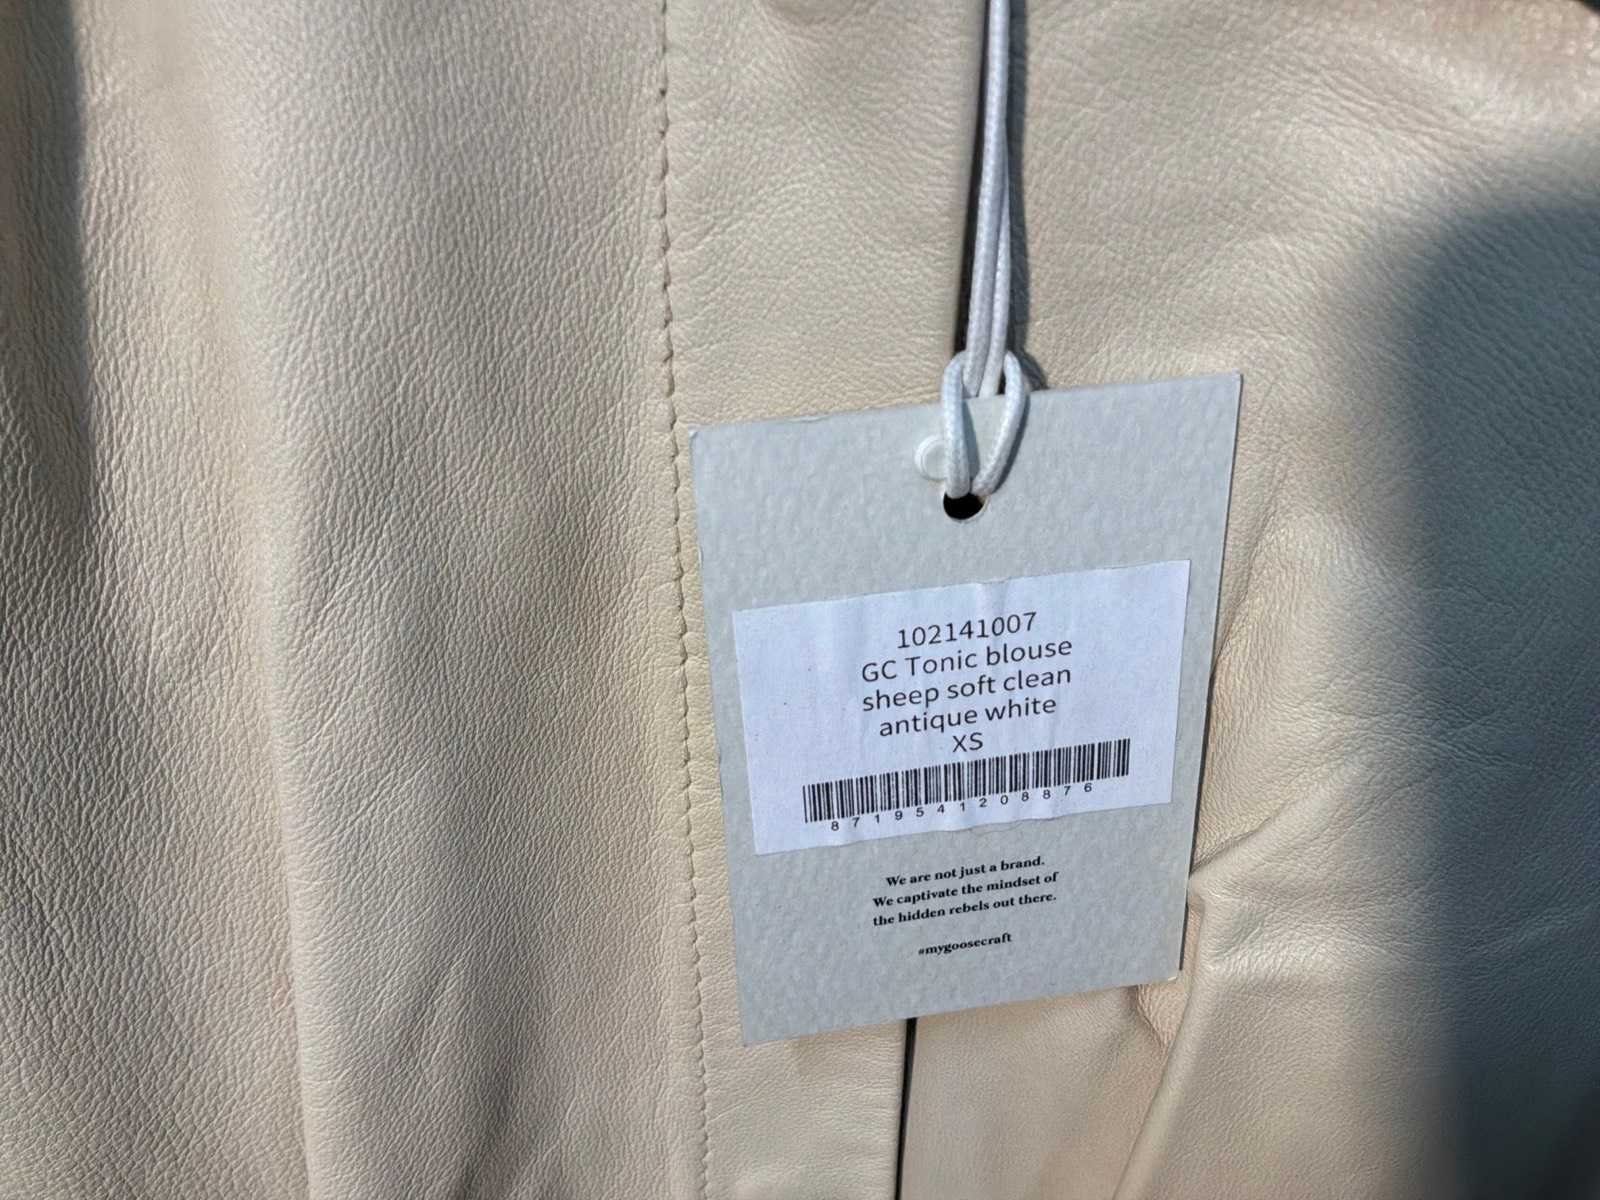 102141007
GC Tonic blouse
sheep soft clean
antique white
XS
8719541208876
We are not just a brand.
We captivate the mindset of
the hidden rebels out there.
#mygoosecraft